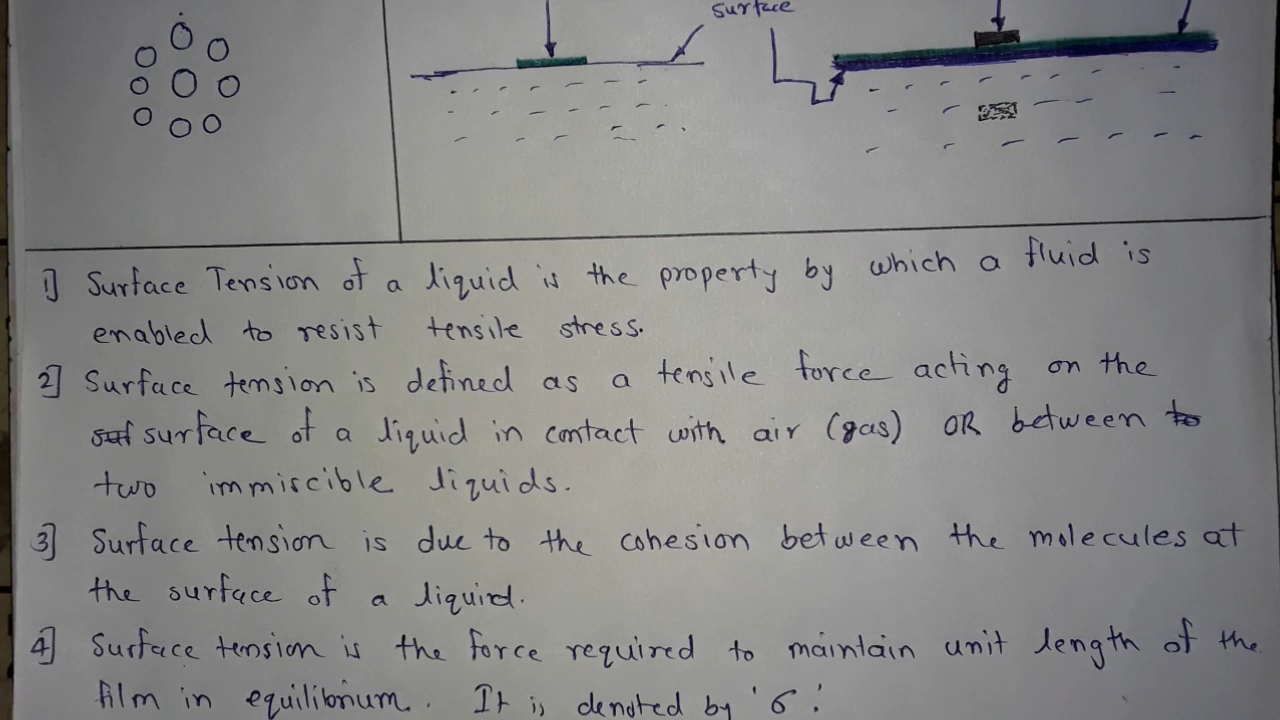 surface
1] Surface Tension of a liquid is the property by which a fluid is
enabled to resist tensile stress.
2] Surface tension is defined as a tensile force acting on the
surface of a liquid in contact with air (gas) OR between
two immiscible liquids.
3] Surface tension is due to the cohesion between the molecules at
the surface of a liquid.
4] Surface tension is the force required to maintain unit length of the
film in equilibrium. It is denoted by 'σ'.